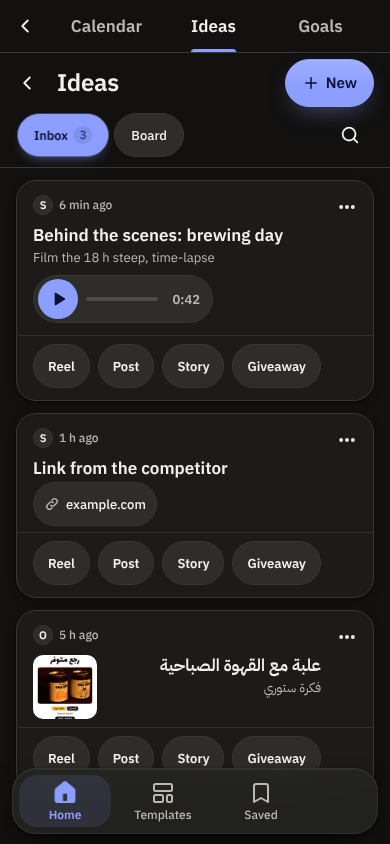 Calendar
Ideas
Goals
Ideas
New
Inbox 3
Board
S 6 min ago
Behind the scenes: brewing day
Film the 18 h steep, time-lapse
0:42
Reel Post Story Giveaway
S 1 h ago
Link from the competitor
example.com
Reel Post Story Giveaway
O 5 h ago
رجع متوفر
علبة مع القهوة الصباحية
فكرة ستوري
Reel Post Story Giveaway
Home Templates Saved